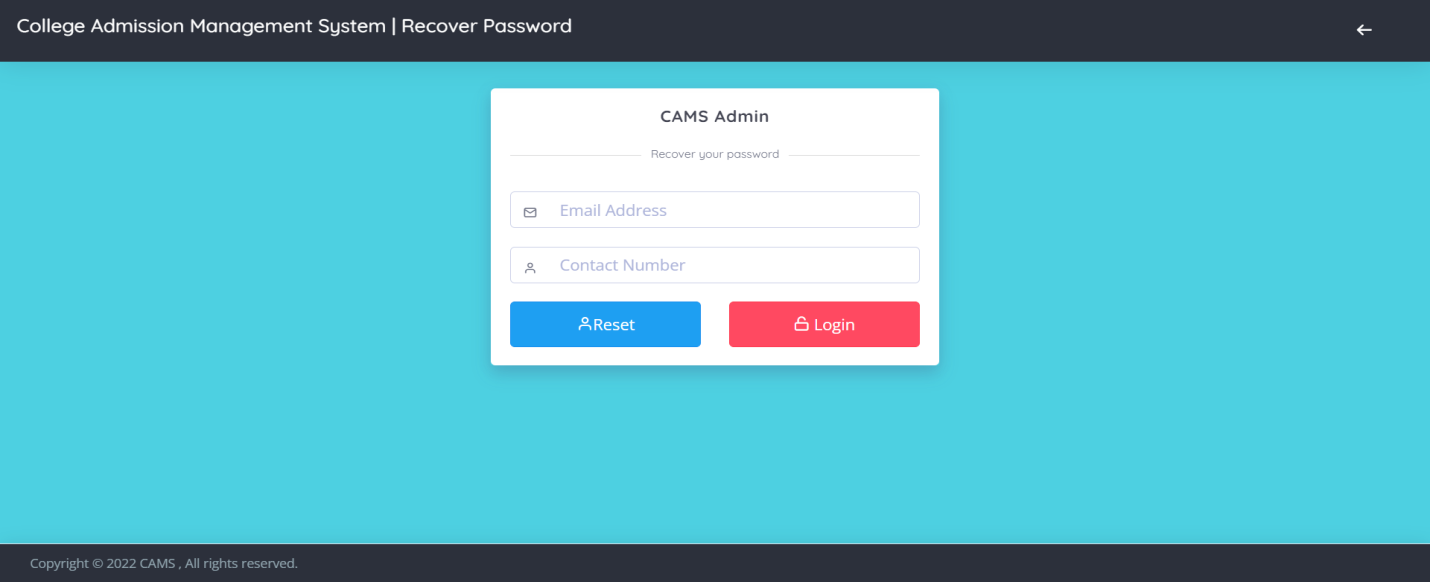 College Admission Management System | Recover Password
CAMS Admin
Recover your password
Email Address
Contact Number
Reset
Login
Copyright © 2022 CAMS , All rights reserved.